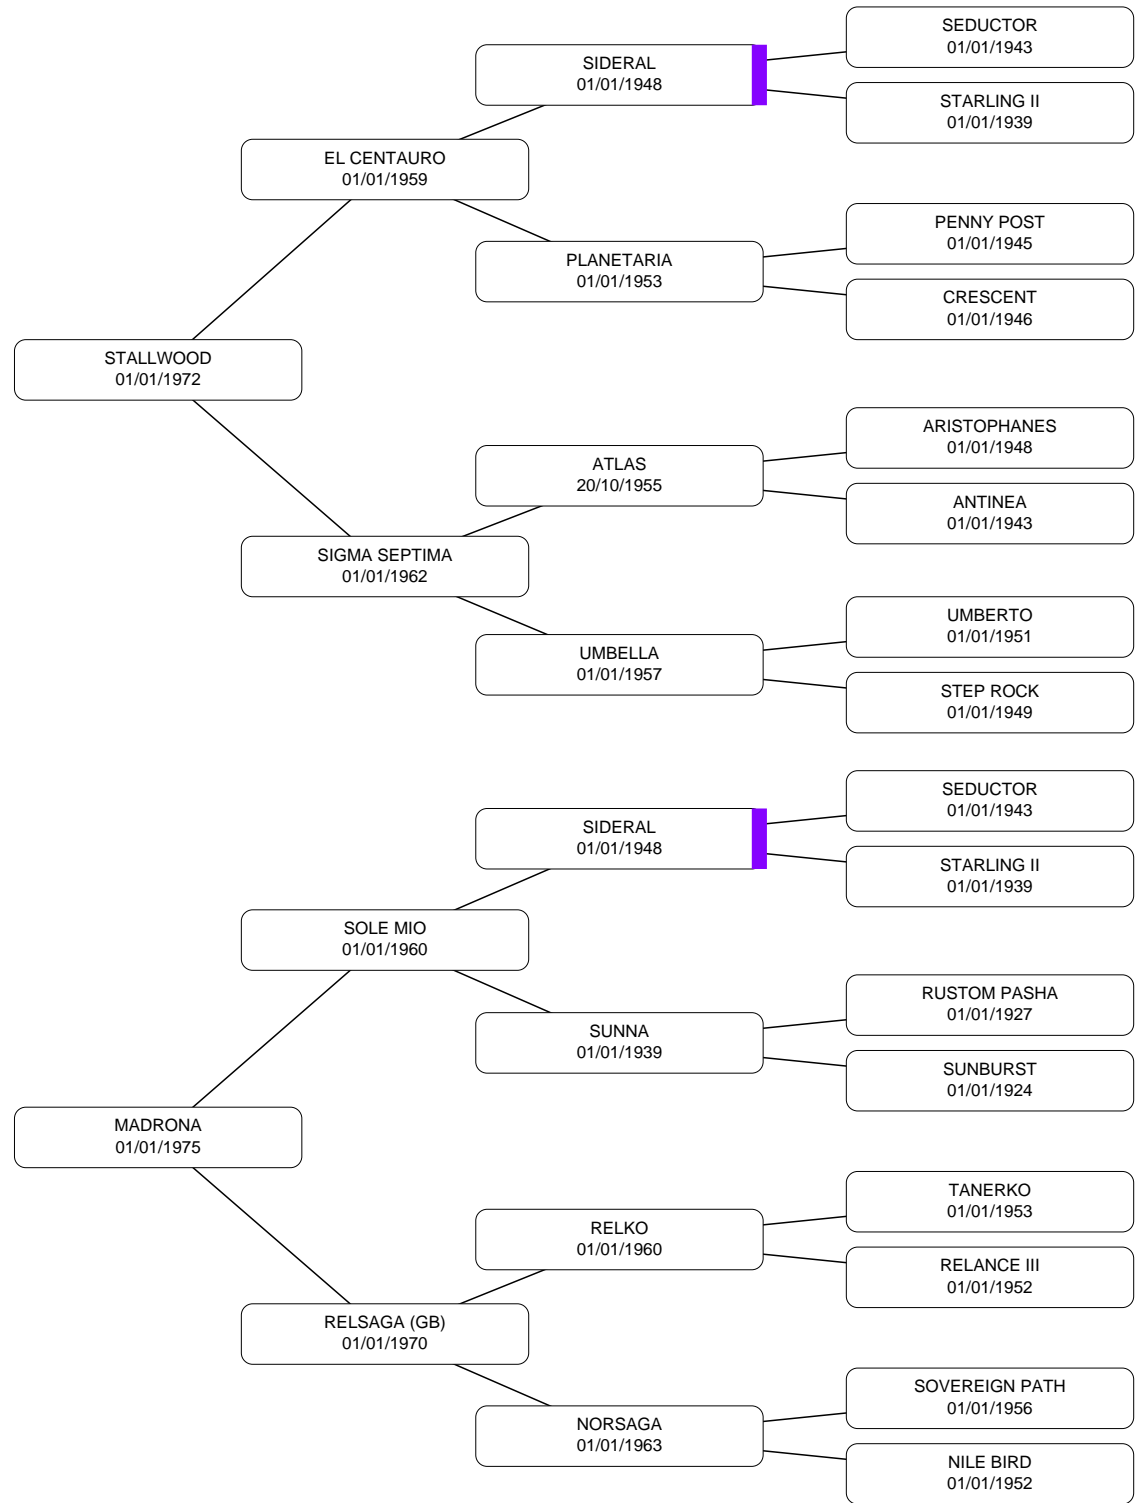 SEDUCTOR
01/01/1943
SIDERAL
01/01/1948
STARLING II
01/01/1939
EL CENTAURO
01/01/1959
PENNY POST
01/01/1945
PLANETARIA
01/01/1953
CRESCENT
01/01/1946
STALLWOOD
01/01/1972
ARISTOPHANES
01/01/1948
ATLAS
20/10/1955
ANTINEA
01/01/1943
SIGMA SEPTIMA
01/01/1962
UMBERTO
01/01/1951
UMBELLA
01/01/1957
STEP ROCK
01/01/1949
SEDUCTOR
01/01/1943
SIDERAL
01/01/1948
STARLING II
01/01/1939
SOLE MIO
01/01/1960
RUSTOM PASHA
01/01/1927
SUNNA
01/01/1939
SUNBURST
01/01/1924
MADRONA
01/01/1975
TANERKO
01/01/1953
RELKO
01/01/1960
RELANCE III
01/01/1952
RELSAGA (GB)
01/01/1970
SOVEREIGN PATH
01/01/1956
NORSAGA
01/01/1963
NILE BIRD
01/01/1952